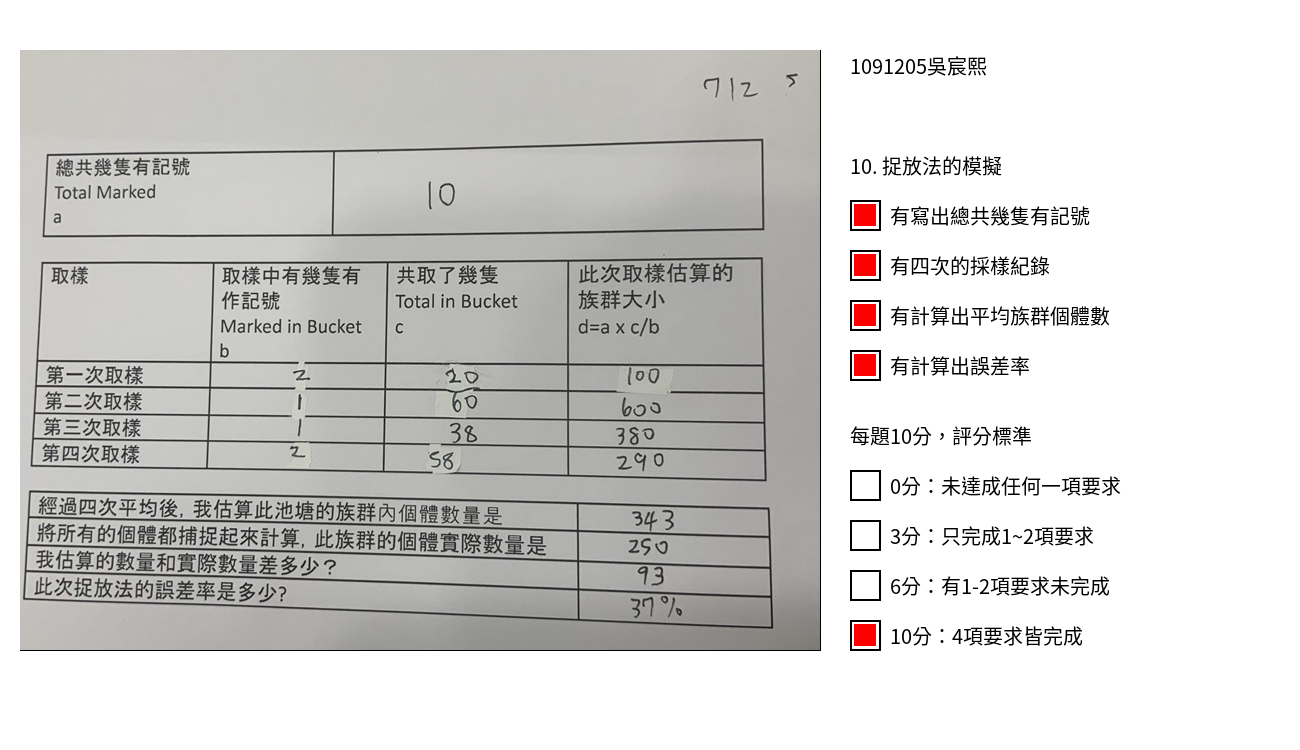 712 5
總共幾隻有記號
Total Marked
a
10
取樣
取樣中有幾隻有
作記號
Marked in Bucket
b
共取了幾隻
Total in Bucket
c
此次取樣估算的
族群大小
d=a x c/b
第一次取樣 2 20 100
第二次取樣 1 60 600
第三次取樣 1 38 380
第四次取樣 2 58 290
經過四次平均後, 我估算此池塘的族群內個體數量是 343
將所有的個體都捕捉起來計算, 此族群的個體實際數量是 250
我估算的數量和實際數量差多少？ 93
此次捉放法的誤差率是多少? 37%
1091205吳宸熙
10. 捉放法的模擬
有寫出總共幾隻有記號
有四次的採樣紀錄
有計算出平均族群個體數
有計算出誤差率
每題10分，評分標準
0分：未達成任何一項要求
3分：只完成1~2項要求
6分：有1-2項要求未完成
10分：4項要求皆完成